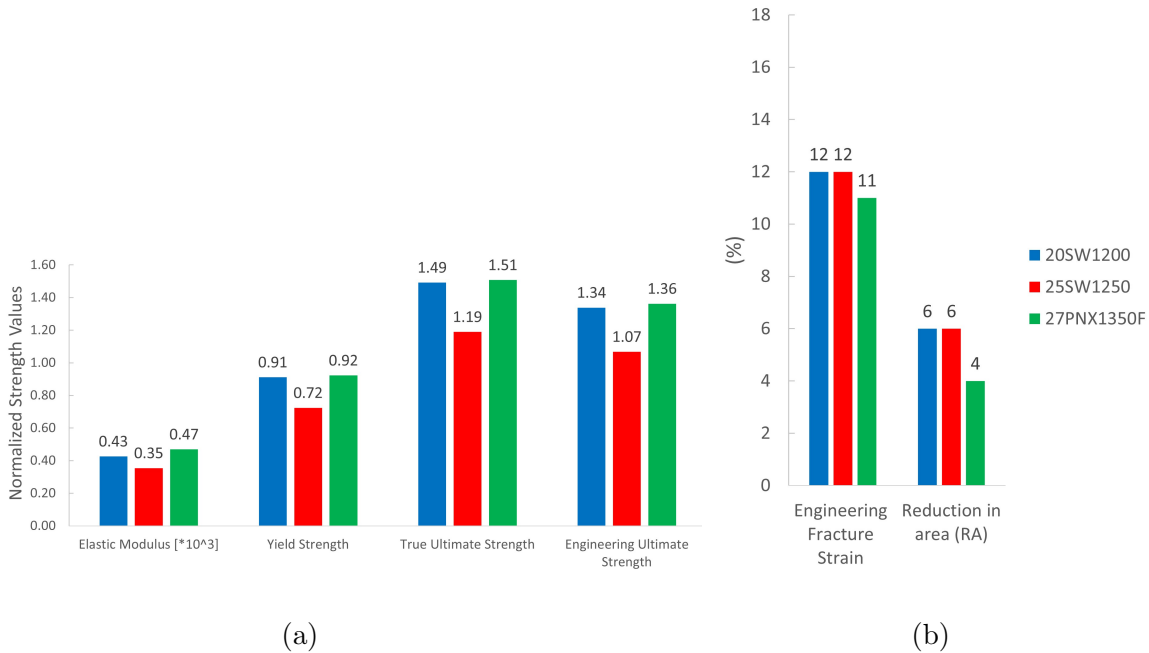 Normalized Strength Values
1.60
1.40
1.20
1.00
0.80
0.60
0.40
0.20
0.00
0.43
0.35
0.47
0.91
0.72
0.92
1.49
1.19
1.51
1.34
1.07
1.36
Elastic Modulus [*10^3]
Yield Strength
True Ultimate Strength
Engineering Ultimate
Strength
(a)
(%)
18
16
14
12
10
8
6
4
2
0
12
12
11
6
6
4
Engineering
Fracture
Strain
Reduction in
area (RA)
20SW1200
25SW1250
27PNX1350F
(b)